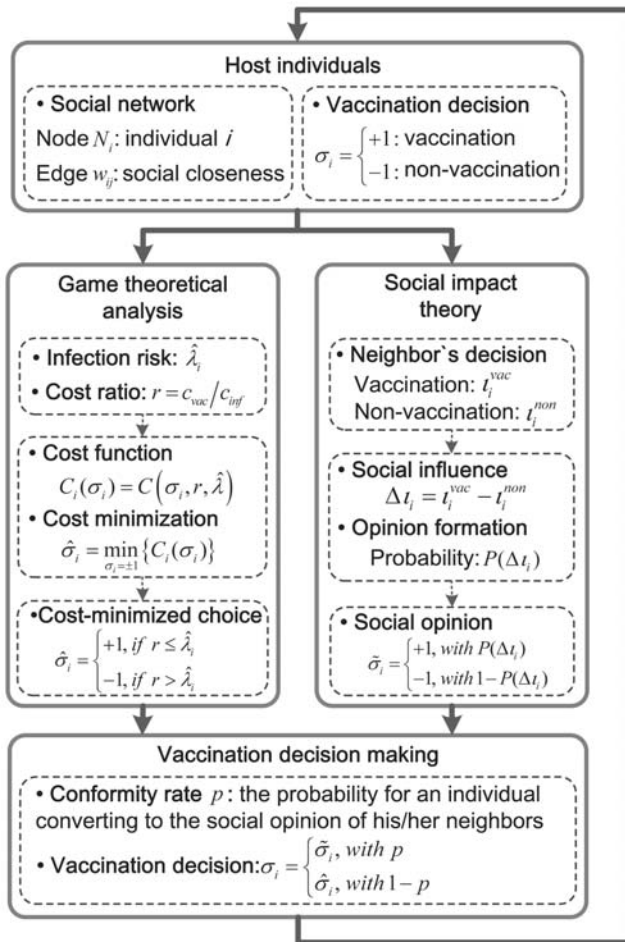 Host individuals
• Social network
Node N_i: individual i
Edge w_ij: social closeness
• Vaccination decision
σ_i = { +1: vaccination
−1: non-vaccination
Game theoretical
analysis
• Infection risk: λ̂_i
• Cost ratio: r = c_vac/c_inf
• Cost function
C_i(σ_i) = C(σ_i, r, λ̂)
• Cost minimization
σ̂_i = min_{σ_i=±1} {C_i(σ_i)}
•Cost-minimized choice
σ̂_i = { +1, if r ≤ λ̂_i
−1, if r > λ̂_i
Social impact
theory
• Neighbor`s decision
Vaccination: ι_i^vac
Non-vaccination: ι_i^non
• Social influence
Δι_i = ι_i^vac − ι_i^non
• Opinion formation
Probability: P(Δι_i)
• Social opinion
σ̃_i = { +1, with P(Δι_i)
−1, with 1− P(Δι_i)
Vaccination decision making
• Conformity rate p : the probability for an individual
converting to the social opinion of his/her neighbors
• Vaccination decision: σ_i = { σ̃_i, with p
σ̂_i, with 1− p